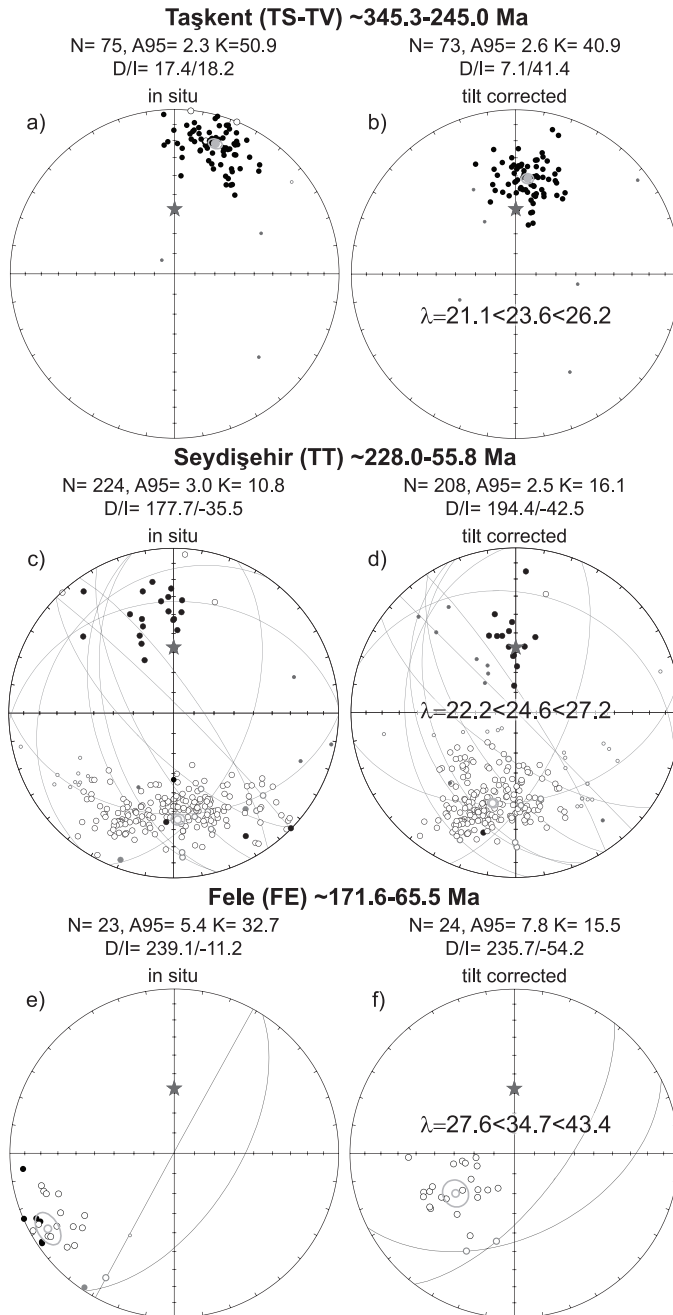 Taşkent (TS-TV) ~345.3-245.0 Ma
N= 75, A95= 2.3 K=50.9
D/I= 17.4/18.2
in situ
N= 73, A95= 2.6 K= 40.9
D/I= 7.1/41.4
tilt corrected
a)
b)
λ=21.1<23.6<26.2
Seydişehir (TT) ~228.0-55.8 Ma
N= 224, A95= 3.0 K= 10.8
D/I= 177.7/-35.5
in situ
N= 208, A95= 2.5 K= 16.1
D/I= 194.4/-42.5
tilt corrected
c)
d)
λ=22.2<24.6<27.2
Fele (FE) ~171.6-65.5 Ma
N= 23, A95= 5.4 K= 32.7
D/I= 239.1/-11.2
in situ
N= 24, A95= 7.8 K= 15.5
D/I= 235.7/-54.2
tilt corrected
e)
f)
λ=27.6<34.7<43.4